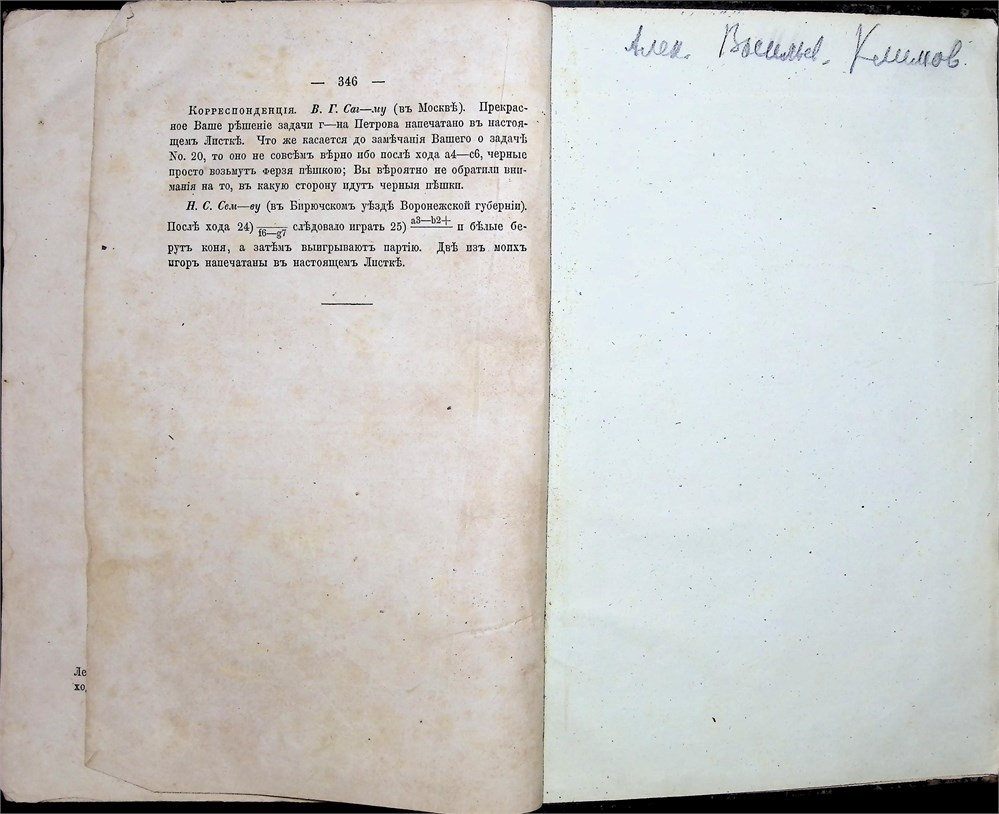 — 346 —
Корреспонденція. В. Г. Саг—му (въ Москвѣ). Прекрас-
ное Ваше рѣшеніе задачи г—на Петрова напечатано въ настоя-
щемъ Листкѣ. Что же касается до замѣчанія Вашего о задачѣ
No. 20, то оно не совсѣмъ вѣрно ибо послѣ хода a4—c6, черные
просто возьмутъ ферзя пѣшкою; Вы вѣроятно не обратили вни-
манія на то, въ какую сторону идутъ черныя пѣшки.
Н. С. Сем—ву (въ Бирючскомъ уѣздѣ Воронежской губерніи).
Послѣ хода 24) f6—g7 слѣдовало играть 25) a3—b2+ и бѣлые бе-
рутъ коня, а затѣмъ выигрываютъ партію. Двѣ изъ моихъ
игоръ напечатаны въ настоящемъ Листкѣ.
Ле
хо
Алек. Васильев. Климов.